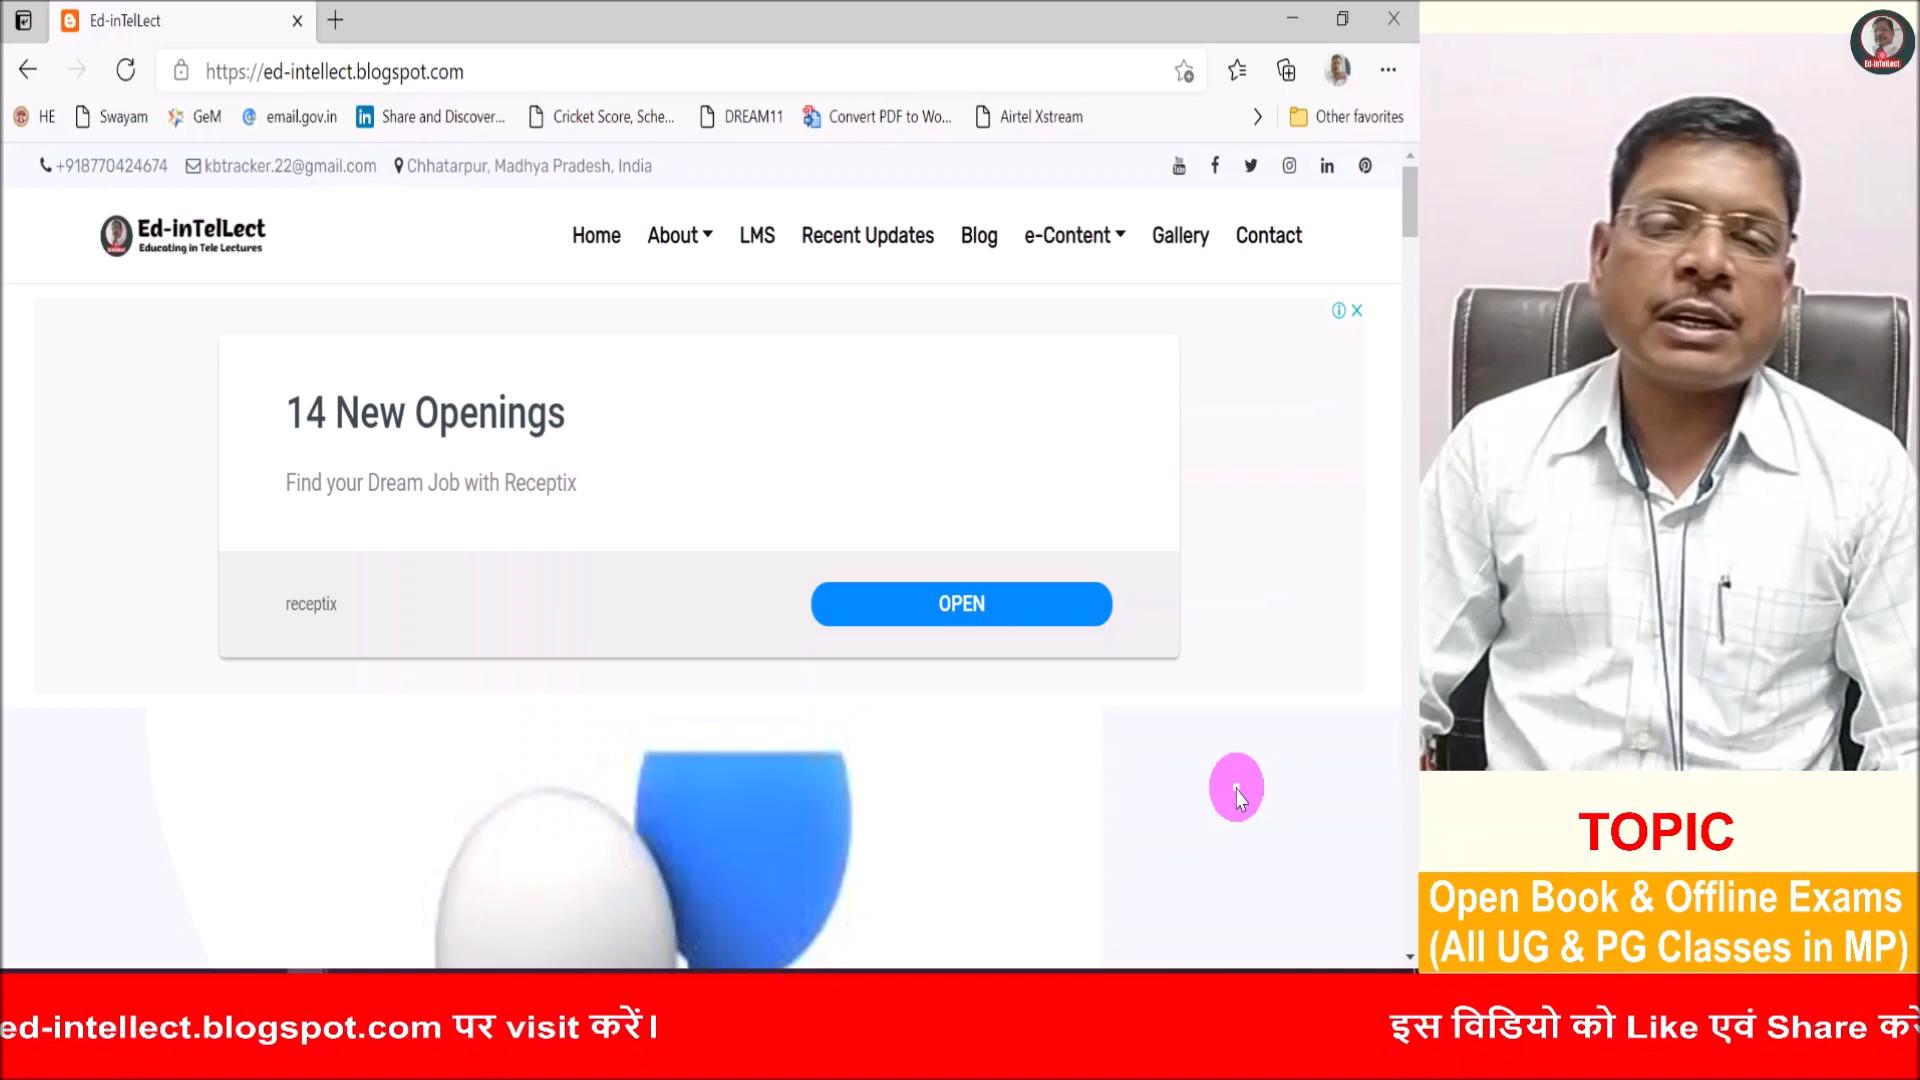 Ed-inTelLect
https://ed-intellect.blogspot.com
HE Swayam GeM email.gov.in Share and Discover... Cricket Score, Sche... DREAM11 Convert PDF to Wo... Airtel Xstream Other favorites
+918770424674 kbtracker.22@gmail.com Chhatarpur, Madhya Pradesh, India
Ed-inTelLect
Educating in Tele Lectures
Home About LMS Recent Updates Blog e-Content Gallery Contact
14 New Openings
Find your Dream Job with Receptix
receptix
OPEN
Ed-inTelLect
TOPIC
Open Book & Offline Exams
(All UG & PG Classes in MP)
ed-intellect.blogspot.com पर visit करें। इस विडियो को Like एवं Share करें